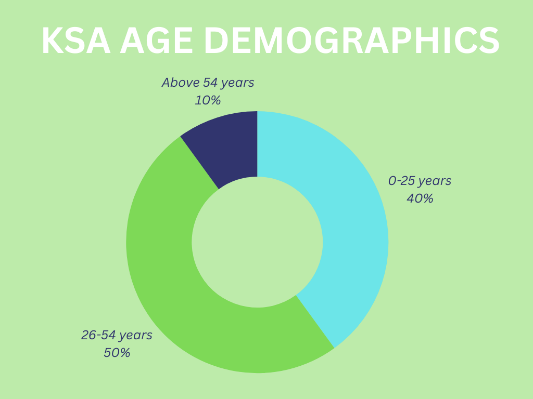 KSA AGE DEMOGRAPHICS
Above 54 years
10%
0-25 years
40%
26-54 years
50%